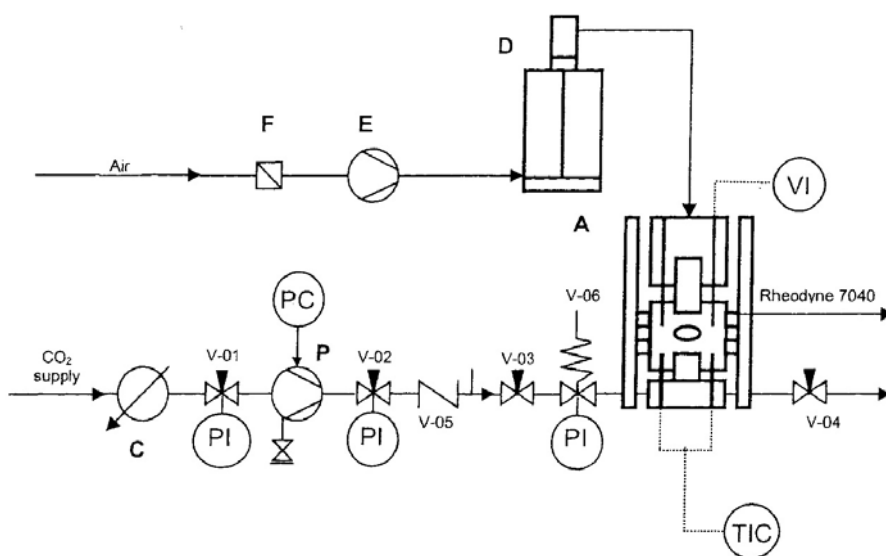 D
F
E
Air
A
VI
PC
V-06
Rheodyne 7040
CO₂
supply
V-01
P
V-02
V-03
C
PI
PI
V-05
PI
V-04
TIC